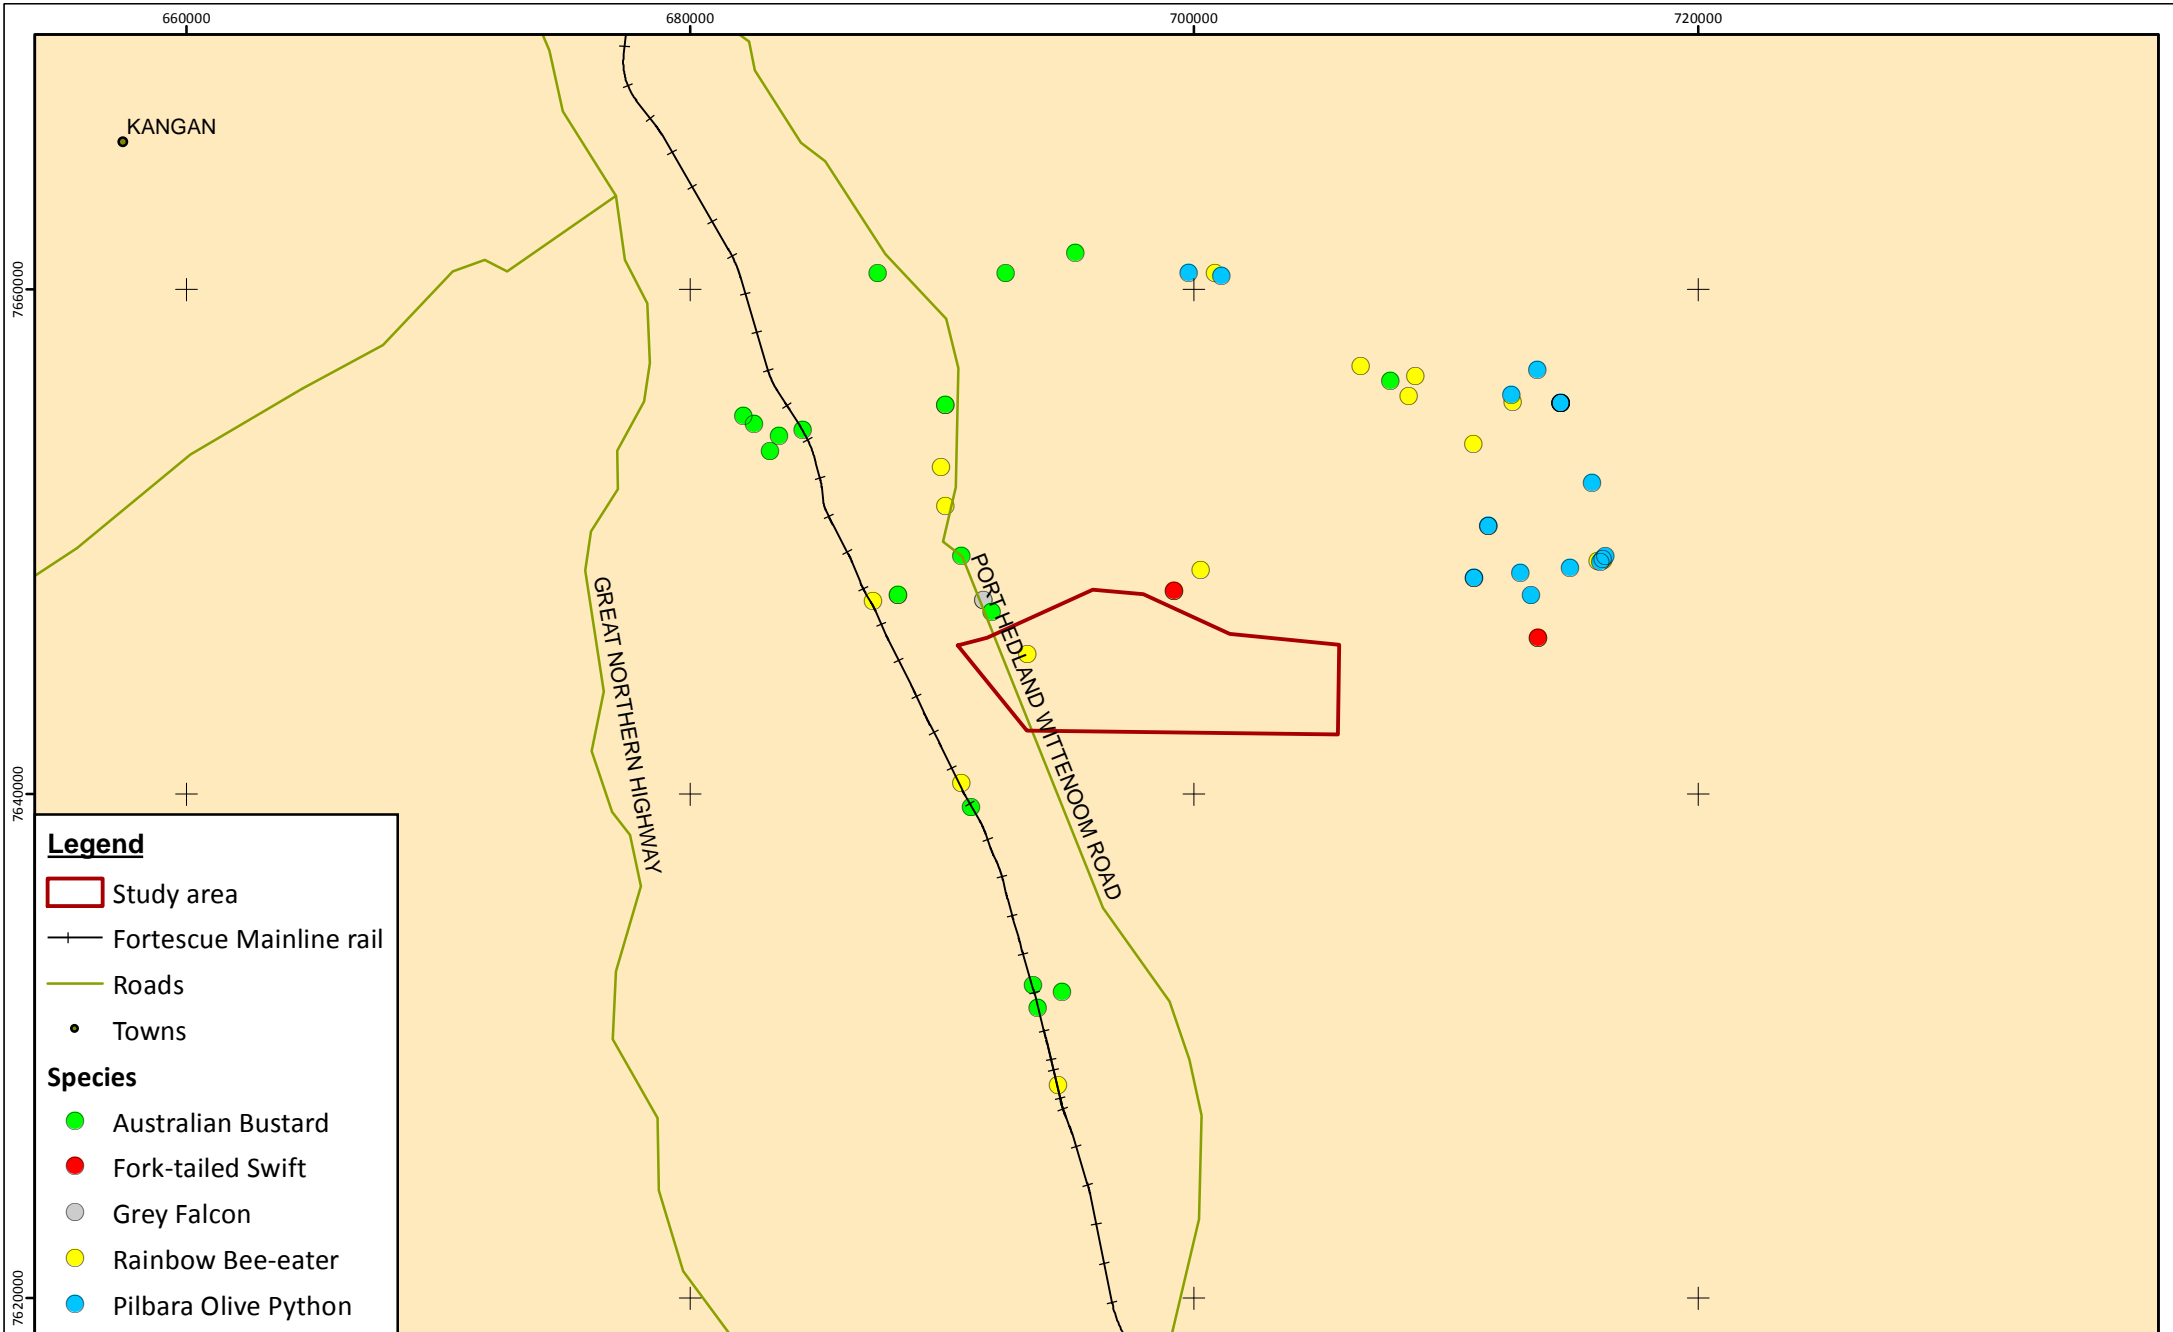 660000
680000
700000
720000
KANGAN
7660000
GREAT NORTHERN HIGHWAY
PORT HEDLAND WITTENOOM ROAD
7640000
7620000
Legend
Study area
Fortescue Mainline rail
Roads
Towns
Species
Australian Bustard
Fork-tailed Swift
Grey Falcon
Rainbow Bee-eater
Pilbara Olive Python